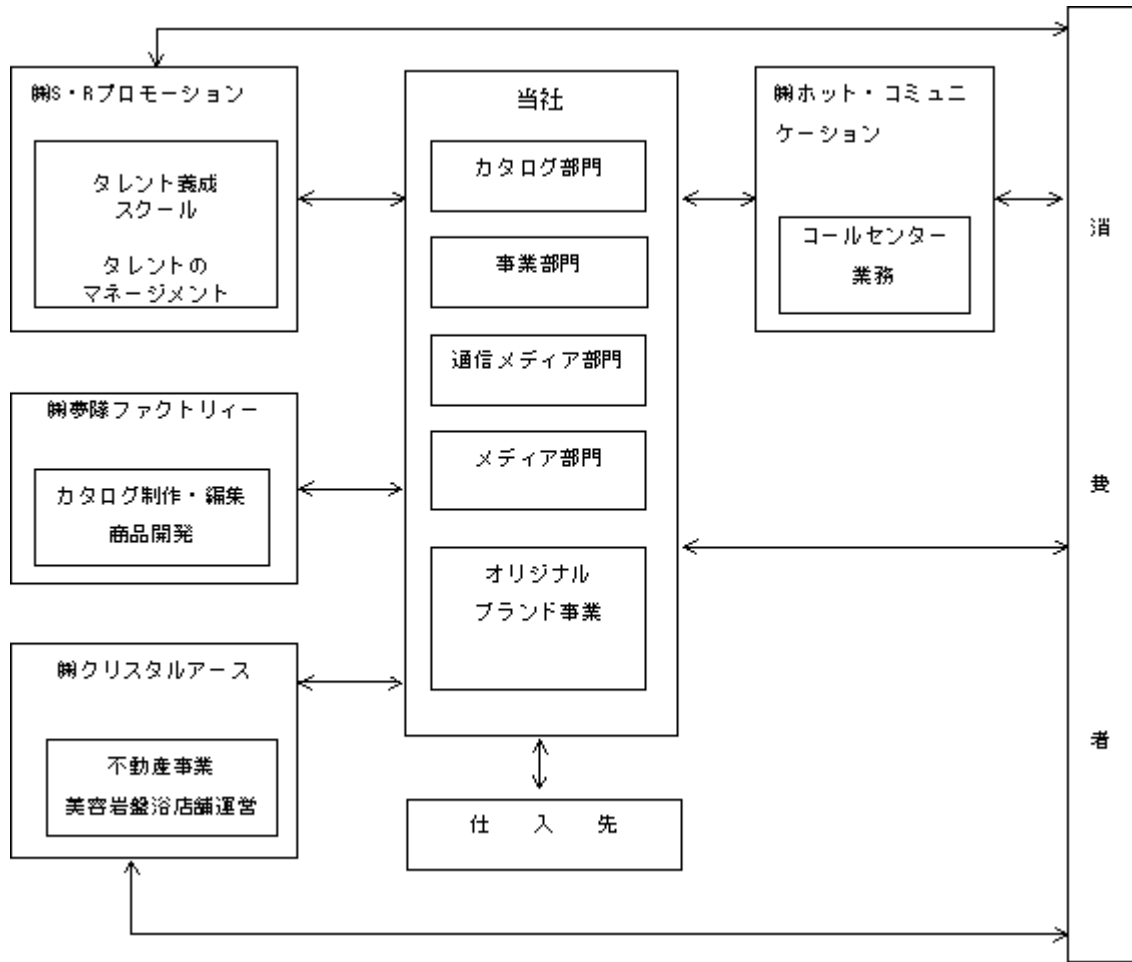 ㈱S・Rプロモーション
タレント養成
スクール
タレントの
マネージメント
㈱夢隊ファクトリィー
カタログ制作・編集
商品開発
㈱クリスタルアース
不動産事業
美容岩盤浴店舗運営
当社
カタログ部門
事業部門
通信メディア部門
メディア部門
オリジナル
ブランド事業
仕入先
㈱ホット・コミュニ
ケーション
コールセンター
業務
消
費
者